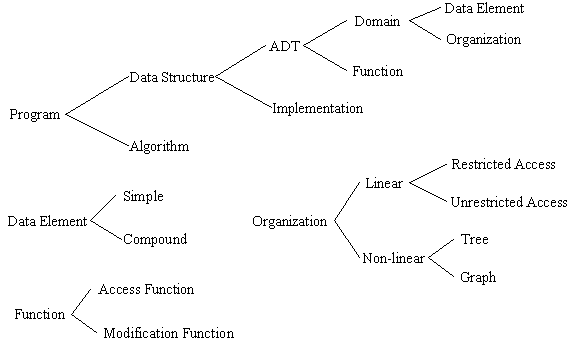 Data Element
Domain
Organization
ADT
Function
Data Structure
Implementation
Program
Algorithm
Restricted Access
Linear
Unrestricted Access
Simple
Data Element
Compound
Organization
Tree
Non-linear
Graph
Access Function
Function
Modification Function